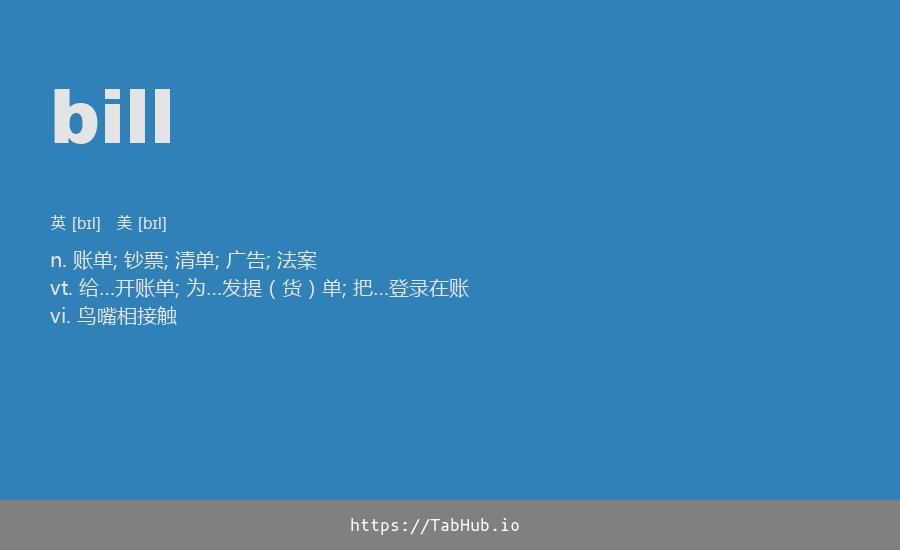 bill
英 [bɪl] 美 [bɪl]
n. 账单; 钞票; 清单; 广告; 法案
vt. 给…开账单; 为…发提（货）单; 把…登录在账
vi. 鸟嘴相接触
https://TabHub.io